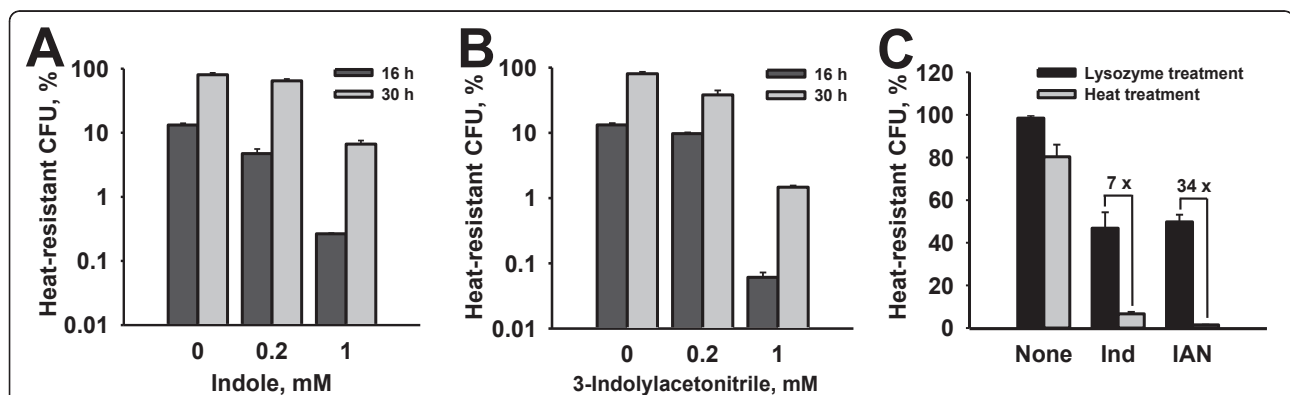 A
Heat-resistant CFU, %
100
10
1
0.1
0.01
16 h
30 h
0 0.2 1
Indole, mM
B
Heat-resistant CFU, %
100
10
1
0.1
0.01
16 h
30 h
0 0.2 1
3-Indolylacetonitrile, mM
C
Heat-resistant CFU, %
120
100
80
60
40
20
0
Lysozyme treatment
Heat treatment
7 x
34 x
None Ind IAN